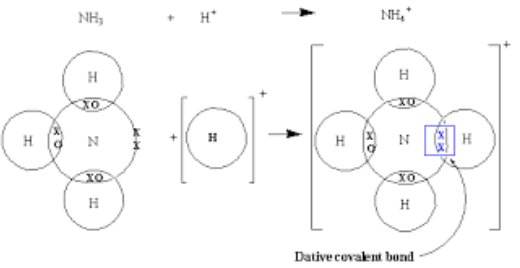 NH₃ + H⁺ → NH₄⁺
H H H
XO XO
H X O N X X + H + → H X O N X X H +
XO XO
H H
Dative covalent bond